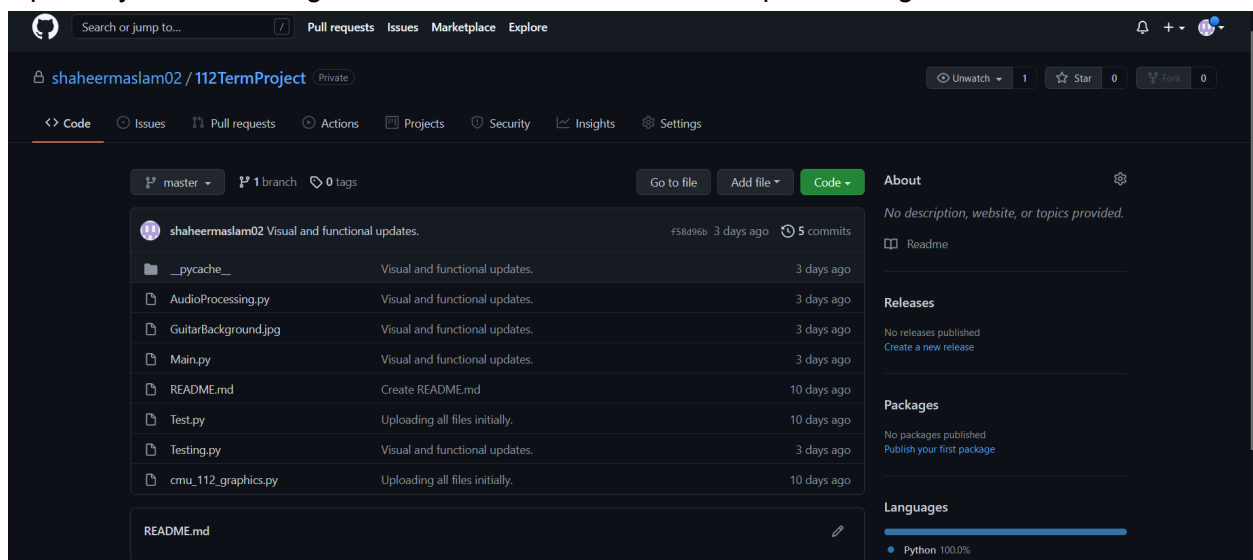 Search or jump to... / Pull requests Issues Marketplace Explore
shaheermaslam02 / 112TermProject Private
Unwatch 1 Star 0 Fork 0
<> Code Issues Pull requests Actions Projects Security Insights Settings
master 1 branch 0 tags
Go to file Add file Code
shaheermaslam02 Visual and functional updates. f58d96b 3 days ago 5 commits
__pycache__ Visual and functional updates. 3 days ago
AudioProcessing.py Visual and functional updates. 3 days ago
GuitarBackground.jpg Visual and functional updates. 3 days ago
Main.py Visual and functional updates. 3 days ago
README.md Create README.md 10 days ago
Test.py Uploading all files initially. 10 days ago
Testing.py Visual and functional updates. 3 days ago
cmu_112_graphics.py Uploading all files initially. 10 days ago
README.md
About
No description, website, or topics provided.
Readme
Releases
No releases published
Create a new release
Packages
No packages published
Publish your first package
Languages
Python 100.0%